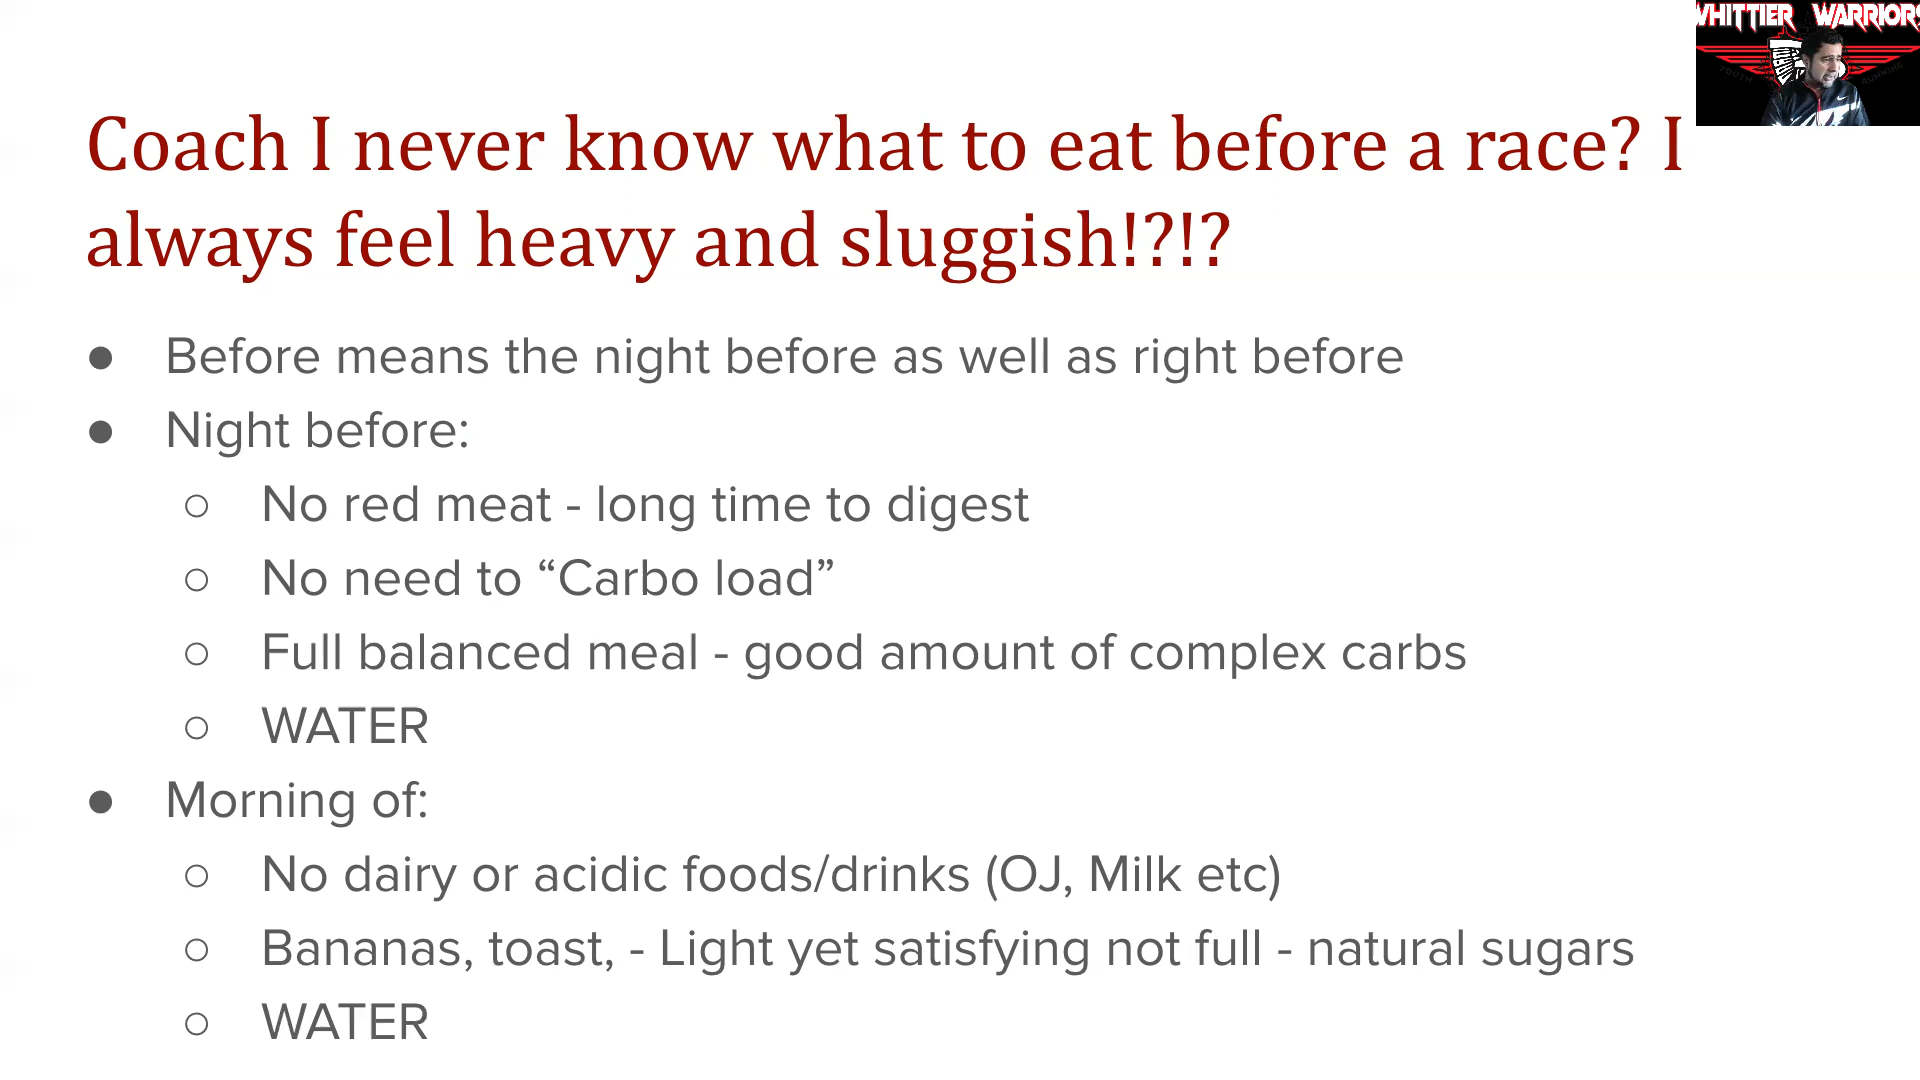 WHITTIER WARRIORS
YOUTH RUNNING
Coach I never know what to eat before a race? I
always feel heavy and sluggish!?!?
● Before means the night before as well as right before
● Night before:
○ No red meat - long time to digest
○ No need to “Carbo load”
○ Full balanced meal - good amount of complex carbs
○ WATER
● Morning of:
○ No dairy or acidic foods/drinks (OJ, Milk etc)
○ Bananas, toast, - Light yet satisfying not full - natural sugars
○ WATER